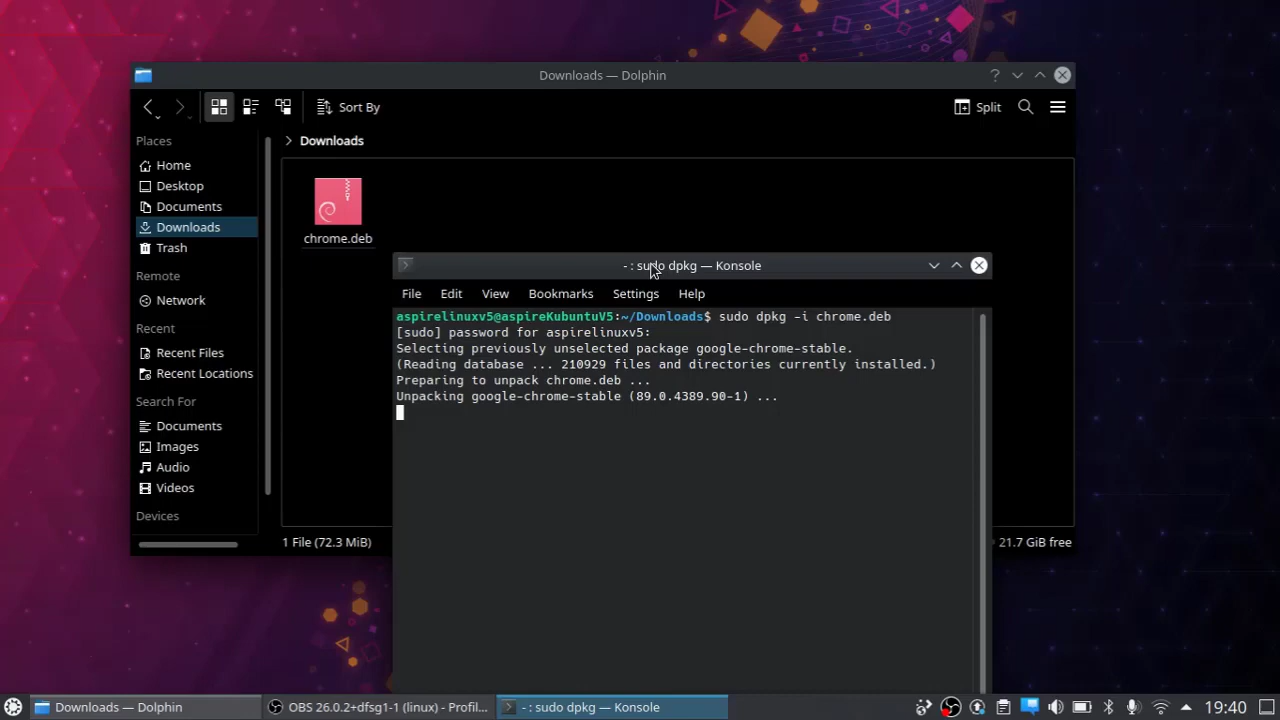 Downloads — Dolphin
Sort By
Split
Places
Downloads
Home
Desktop
Documents
Downloads
Trash
chrome.deb
Remote
Network
Recent
Recent Files
Recent Locations
Search For
Documents
Images
Audio
Videos
Devices
1 File (72.3 MiB)
21.7 GiB free
- : sudo dpkg — Konsole
File Edit View Bookmarks Settings Help
aspirelinuxv5@aspireKubuntuV5:~/Downloads$ sudo dpkg -i chrome.deb
[sudo] password for aspirelinuxv5:
Selecting previously unselected package google-chrome-stable.
(Reading database ... 210929 files and directories currently installed.)
Preparing to unpack chrome.deb ...
Unpacking google-chrome-stable (89.0.4389.90-1) ...
Downloads — Dolphin
OBS 26.0.2+dfsg1-1 (linux) - Profil...
- : sudo dpkg — Konsole
19:40